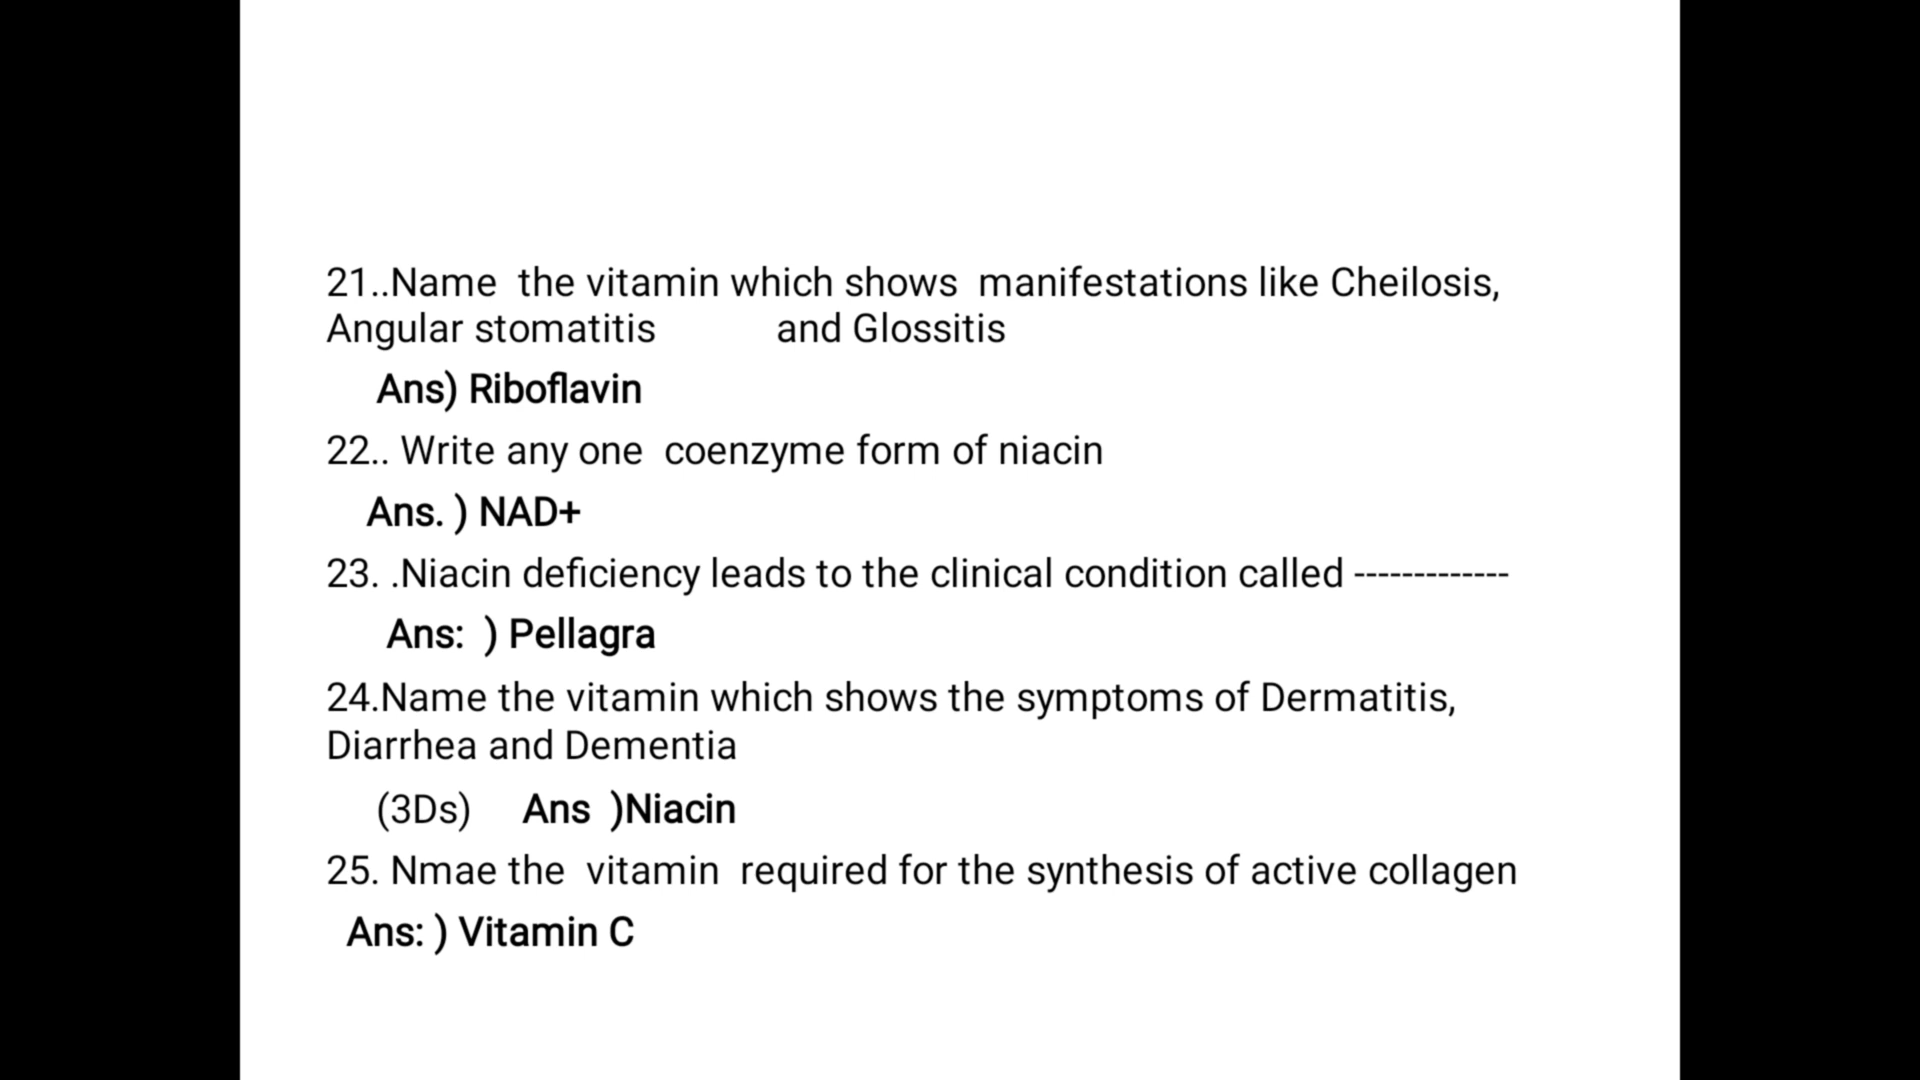 21..Name  the vitamin which shows  manifestations like Cheilosis,
Angular stomatitis          and Glossitis
Ans) Riboflavin
22.. Write any one  coenzyme form of niacin
Ans. ) NAD+
23. .Niacin deficiency leads to the clinical condition called -------------
Ans:  ) Pellagra
24.Name the vitamin which shows the symptoms of Dermatitis,
Diarrhea and Dementia
(3Ds)    Ans  )Niacin
25. Nmae the  vitamin  required for the synthesis of active collagen
Ans: ) Vitamin C